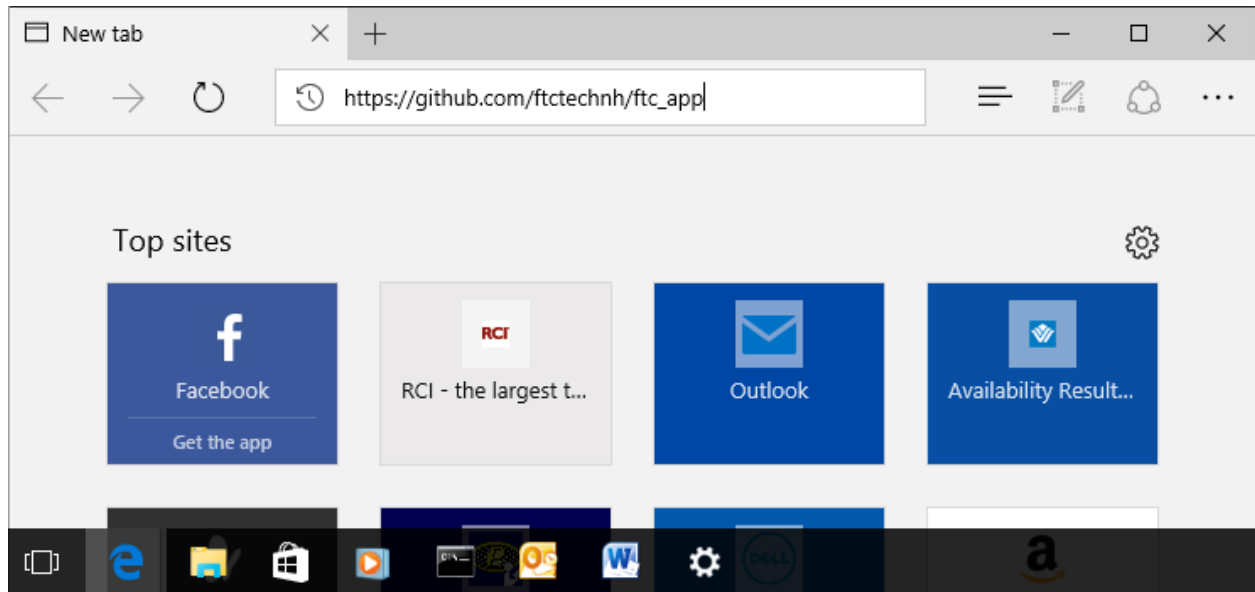 New tab
https://github.com/ftctechnh/ftc_app
Top sites
RCI
Facebook
RCI - the largest t...
Outlook
Availability Result...
Get the app
DELL